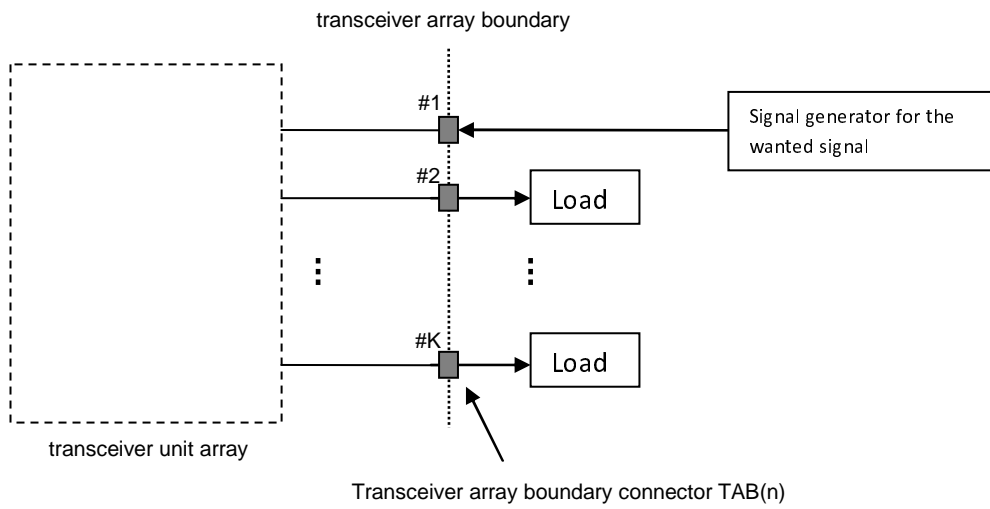 transceiver array boundary
#1
Signal generator for the
wanted signal
#2
Load
#K
Load
transceiver unit array
Transceiver array boundary connector TAB(n)